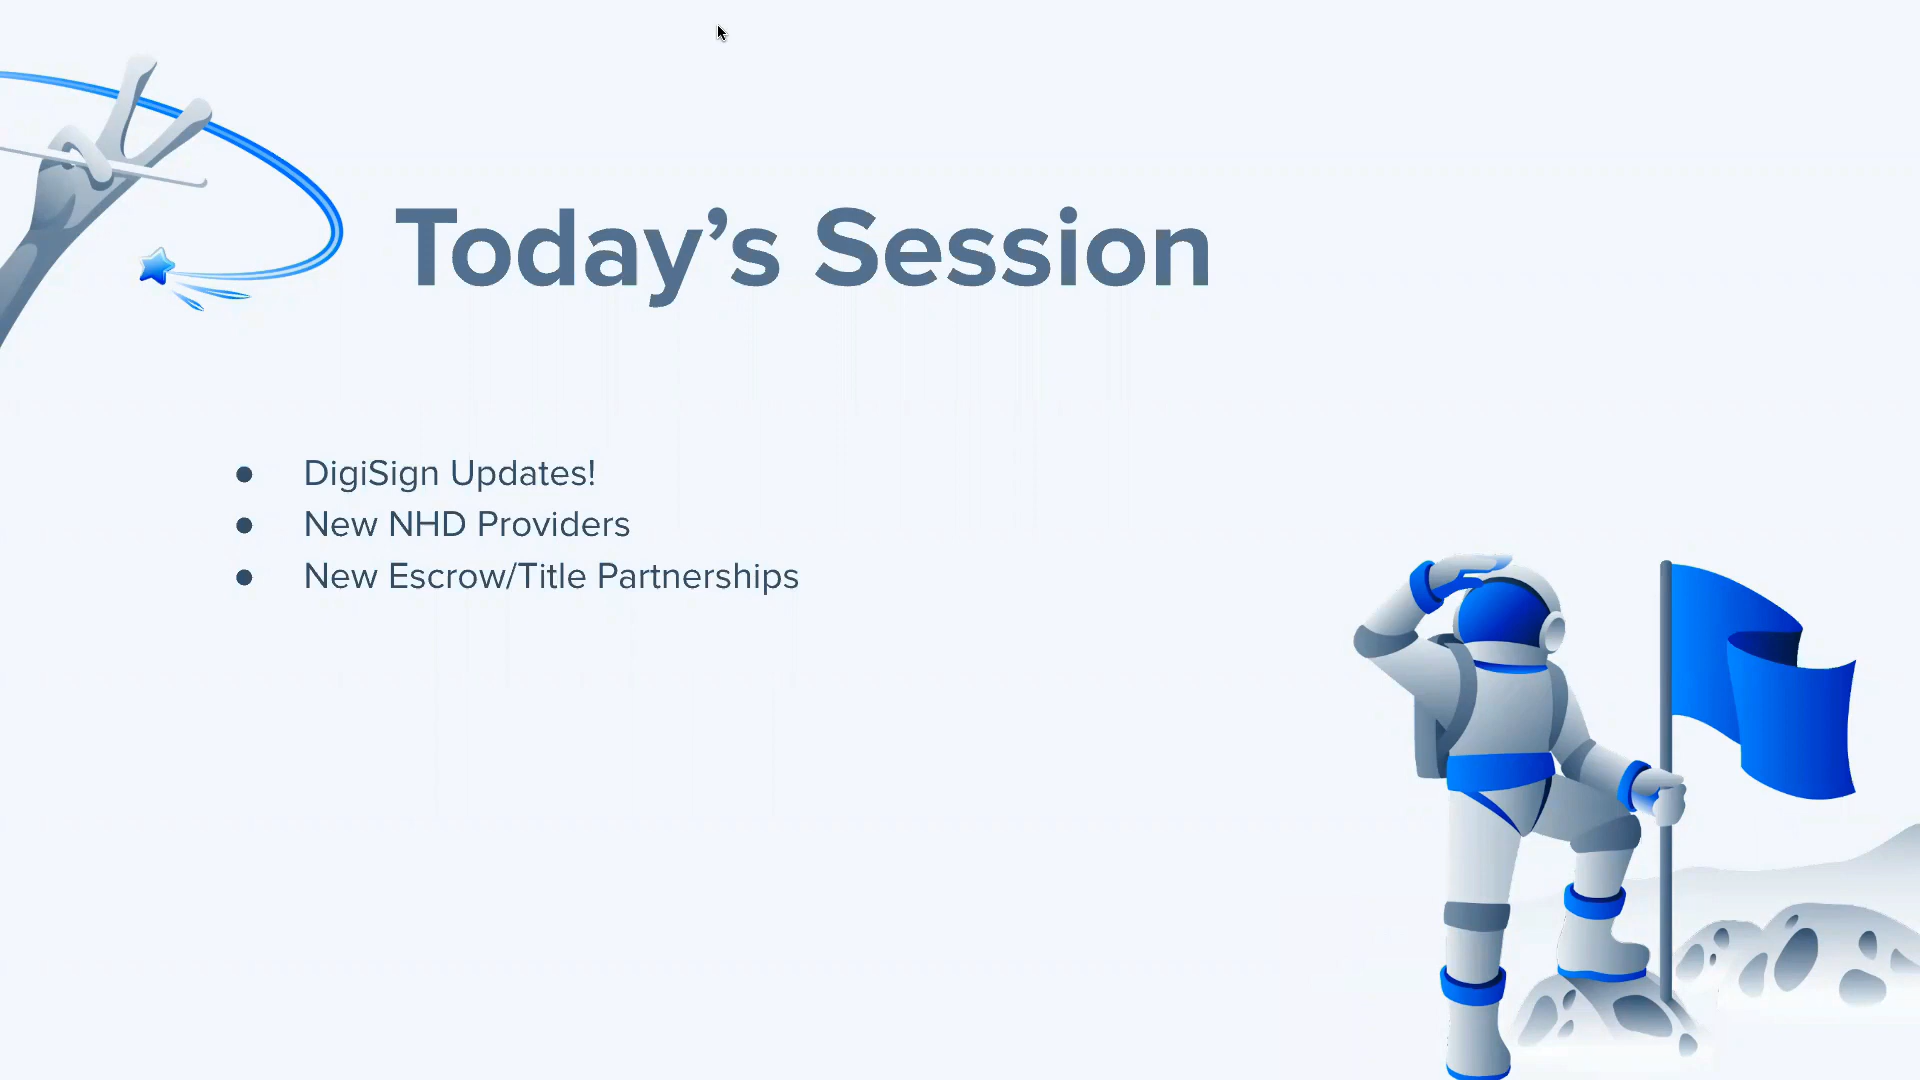 Today’s Session
● DigiSign Updates!
● New NHD Providers
● New Escrow/Title Partnerships